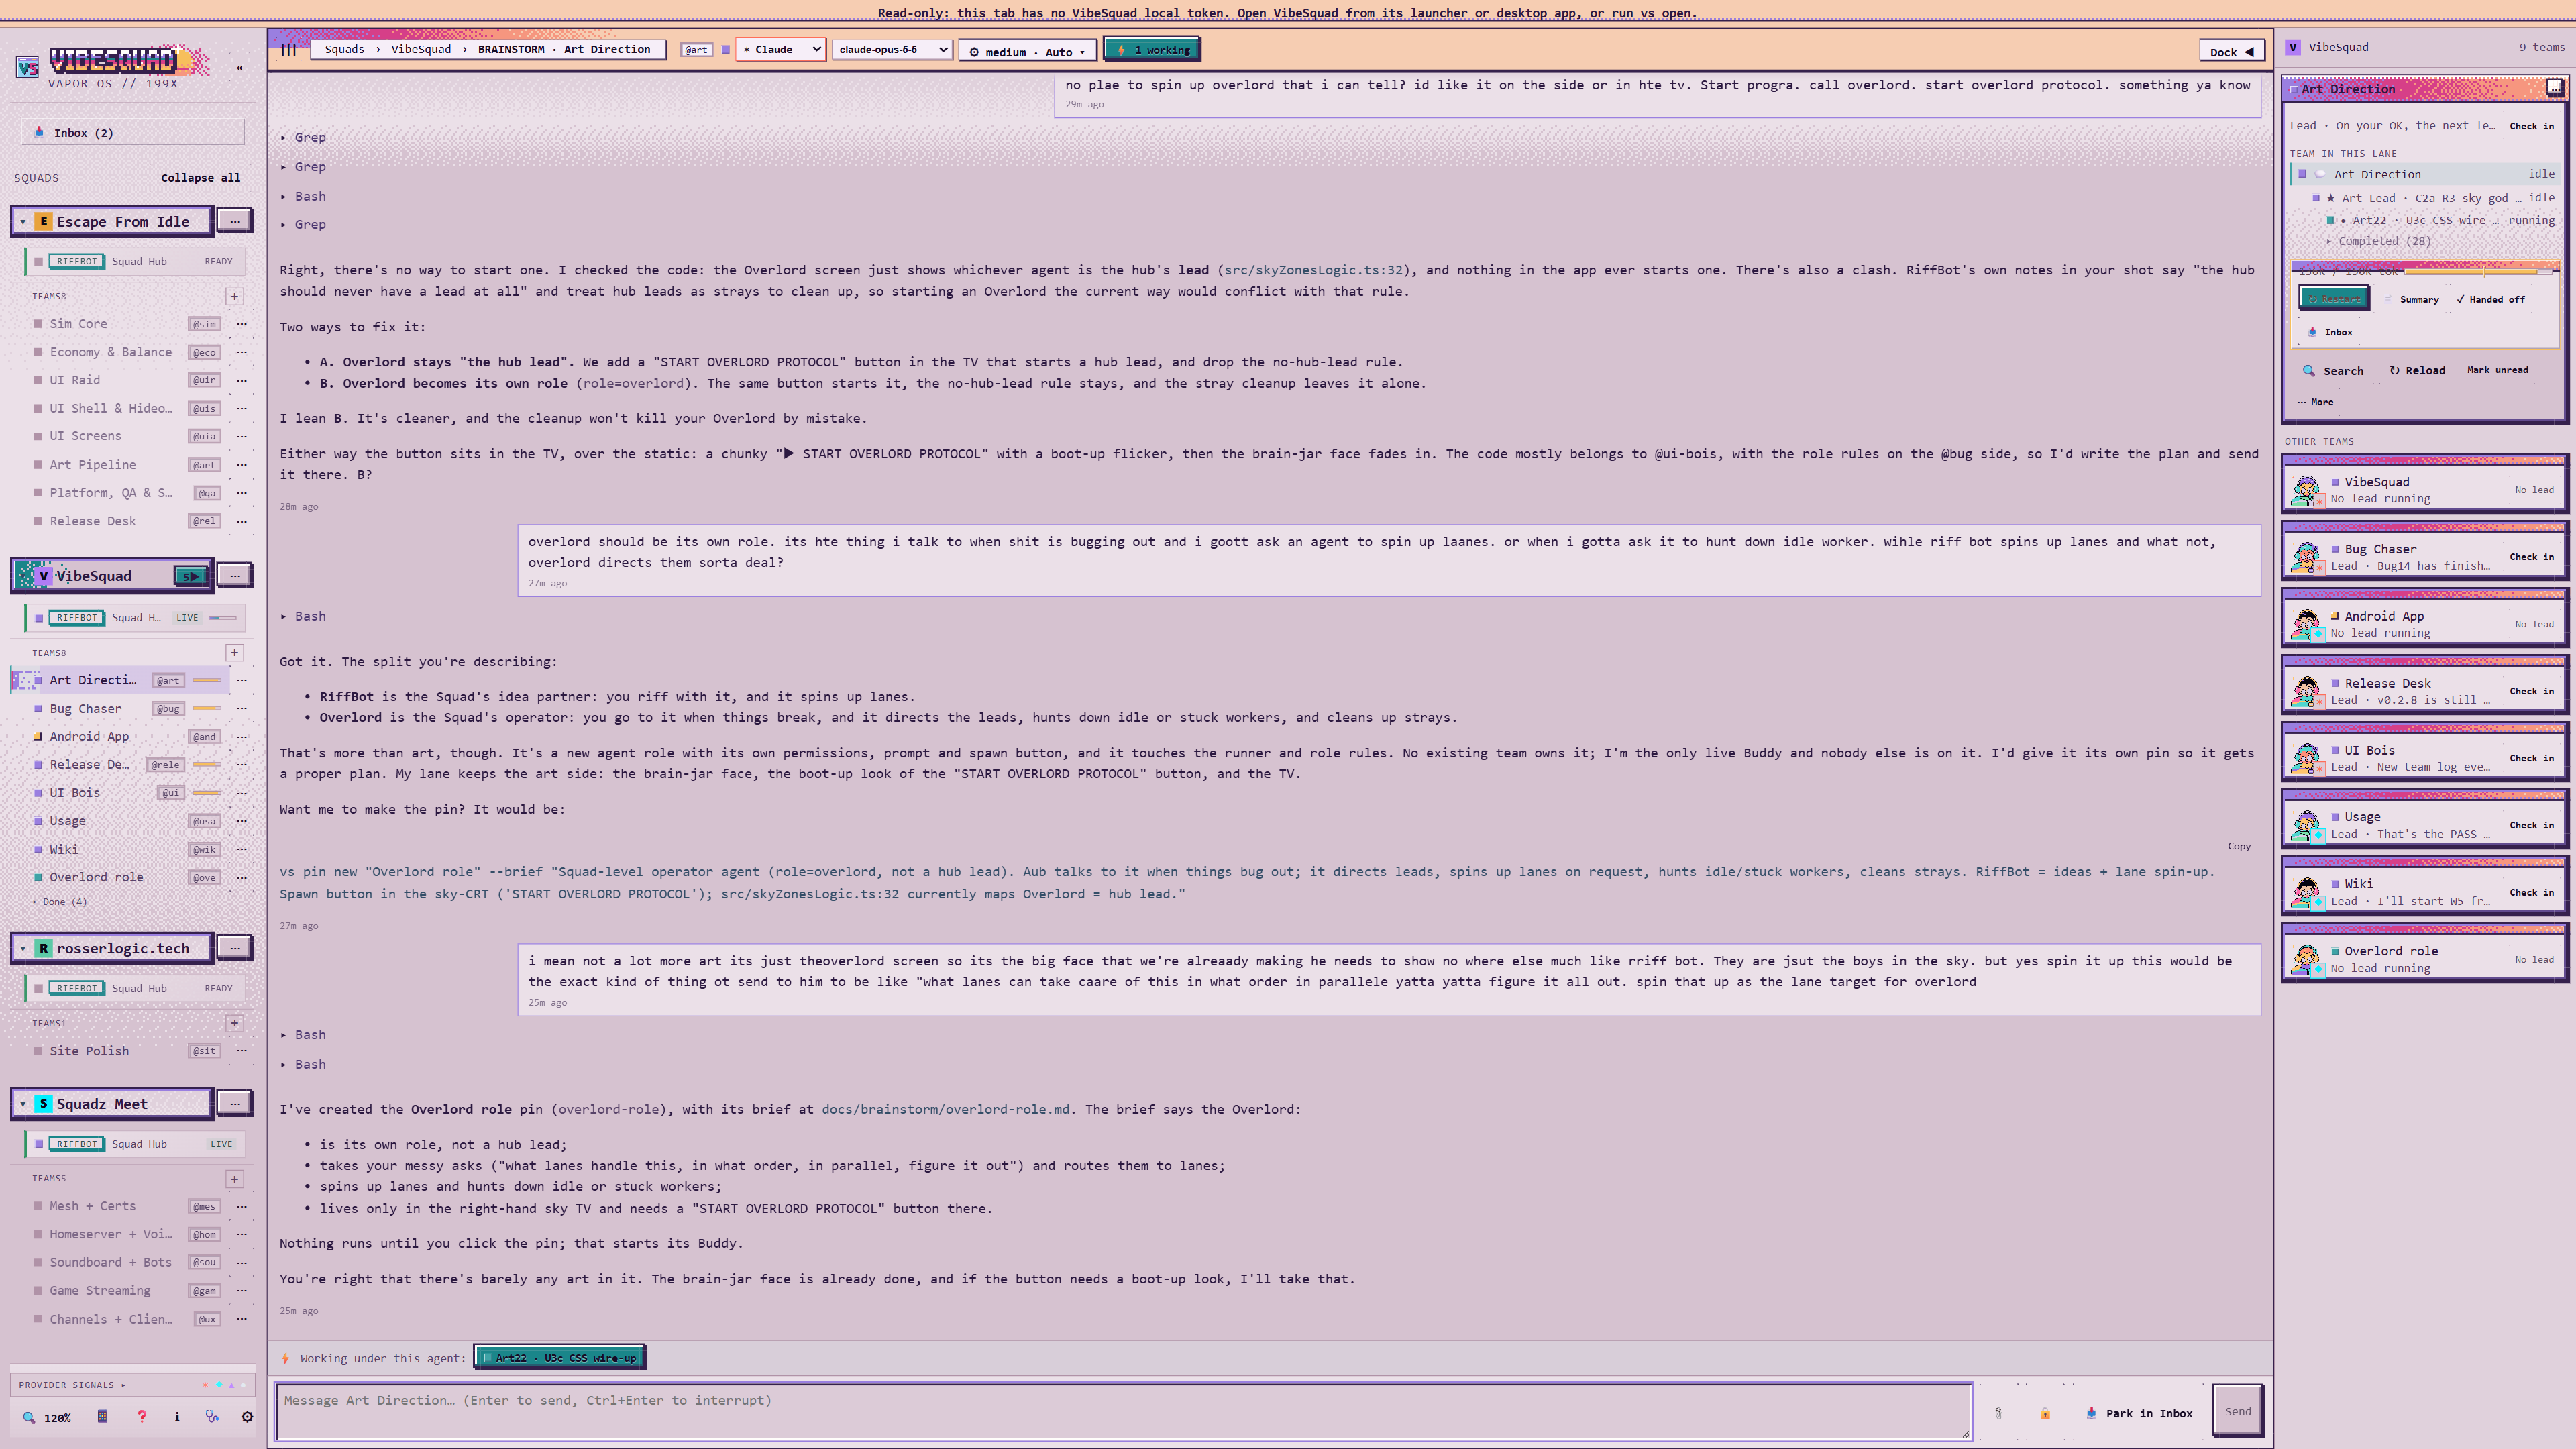 Read-only: this tab has no VibeSquad local token. Open VibeSquad from its launcher or desktop app, or run vs open.
VS VIBESQUAD «
VAPOR OS // 199X
Inbox (2)
SQUADS Collapse all
E Escape From Idle ...
RIFFBOT Squad Hub READY
TEAMS8 +
Sim Core @sim ...
Economy & Balance @eco ...
UI Raid @uir ...
UI Shell & Hideo… @uis ...
UI Screens @uia ...
Art Pipeline @art ...
Platform, QA & S… @qa ...
Release Desk @rel ...
V VibeSquad 5▶ ...
RIFFBOT Squad H… LIVE
TEAMS8 +
Art Directi… @art ...
Bug Chaser @bug ...
Android App @and ...
Release De… @rele ...
UI Bois @ui ...
Usage @usa ...
Wiki @wik ...
Overlord role @ove ...
• Done (4)
R rosserlogic.tech ...
RIFFBOT Squad Hub READY
TEAMS1 +
Site Polish @sit ...
S Squadz Meet ...
RIFFBOT Squad Hub LIVE
TEAMS5 +
Mesh + Certs @mes ...
Homeserver + Voi… @hom ...
Soundboard + Bots @sou ...
Game Streaming @gam ...
Channels + Clien… @ux ...
PROVIDER SIGNALS ▸
120%
Squads › VibeSquad › BRAINSTORM · Art Direction @art ✶ Claude claude-opus-5-5 ⚙ medium · Auto ▾ ⚡ 1 working Dock ◀
no plae to spin up overlord that i can tell? id like it on the side or in hte tv. Start progra. call overlord. start overlord protocol. something ya know
29m ago
▸ Grep
▸ Grep
▸ Bash
▸ Grep
Right, there's no way to start one. I checked the code: the Overlord screen just shows whichever agent is the hub's lead (src/skyZonesLogic.ts:32), and nothing in the app ever starts one. There's also a clash. RiffBot's own notes in your shot say "the hub
should never have a lead at all" and treat hub leads as strays to clean up, so starting an Overlord the current way would conflict with that rule.
Two ways to fix it:
• A. Overlord stays "the hub lead". We add a "START OVERLORD PROTOCOL" button in the TV that starts a hub lead, and drop the no-hub-lead rule.
• B. Overlord becomes its own role (role=overlord). The same button starts it, the no-hub-lead rule stays, and the stray cleanup leaves it alone.
I lean B. It's cleaner, and the cleanup won't kill your Overlord by mistake.
Either way the button sits in the TV, over the static: a chunky "▶ START OVERLORD PROTOCOL" with a boot-up flicker, then the brain-jar face fades in. The code mostly belongs to @ui-bois, with the role rules on the @bug side, so I'd write the plan and send
it there. B?
28m ago
overlord should be its own role. its hte thing i talk to when shit is bugging out and i goott ask an agent to spin up laanes. or when i gotta ask it to hunt down idle worker. wihle riff bot spins up lanes and what not,
overlord directs them sorta deal?
27m ago
▸ Bash
Got it. The split you're describing:
• RiffBot is the Squad's idea partner: you riff with it, and it spins up lanes.
• Overlord is the Squad's operator: you go to it when things break, and it directs the leads, hunts down idle or stuck workers, and cleans up strays.
That's more than art, though. It's a new agent role with its own permissions, prompt and spawn button, and it touches the runner and role rules. No existing team owns it; I'm the only live Buddy and nobody else is on it. I'd give it its own pin so it gets
a proper plan. My lane keeps the art side: the brain-jar face, the boot-up look of the "START OVERLORD PROTOCOL" button, and the TV.
Want me to make the pin? It would be:
Copy
vs pin new "Overlord role" --brief "Squad-level operator agent (role=overlord, not a hub lead). Aub talks to it when things bug out; it directs leads, spins up lanes on request, hunts idle/stuck workers, cleans strays. RiffBot = ideas + lane spin-up.
Spawn button in the sky-CRT ('START OVERLORD PROTOCOL'); src/skyZonesLogic.ts:32 currently maps Overlord = hub lead."
27m ago
i mean not a lot more art its just theoverlord screen so its the big face that we're alreaady making he needs to show no where else much like rriff bot. They are jsut the boys in the sky. but yes spin it up this would be
the exact kind of thing ot send to him to be like "what lanes can take caare of this in what order in parallele yatta yatta figure it all out. spin that up as the lane target for overlord
25m ago
▸ Bash
▸ Bash
I've created the Overlord role pin (overlord-role), with its brief at docs/brainstorm/overlord-role.md. The brief says the Overlord:
• is its own role, not a hub lead;
• takes your messy asks ("what lanes handle this, in what order, in parallel, figure it out") and routes them to lanes;
• spins up lanes and hunts down idle or stuck workers;
• lives only in the right-hand sky TV and needs a "START OVERLORD PROTOCOL" button there.
Nothing runs until you click the pin; that starts its Buddy.
You're right that there's barely any art in it. The brain-jar face is already done, and if the button needs a boot-up look, I'll take that.
25m ago
⚡ Working under this agent: Art22 · U3c CSS wire-up
Message Art Direction… (Enter to send, Ctrl+Enter to interrupt)
Park in Inbox Send
V VibeSquad 9 teams
Art Direction ...
Lead · On your OK, the next le… Check in
TEAM IN THIS LANE
Art Direction idle
★ Art Lead · C2a-R3 sky-god … idle
• Art22 · U3c CSS wire-… running
▸ Completed (28)
↻ Restart Summary ✓ Handed off
Inbox
Search ↻ Reload Mark unread
... More
OTHER TEAMS
VibeSquad
No lead running No lead
Bug Chaser
Lead · Bug14 has finish… Check in
Android App
No lead running No lead
Release Desk
Lead · v0.2.8 is still … Check in
UI Bois
Lead · New team log eve… Check in
Usage
Lead · That's the PASS … Check in
Wiki
Lead · I'll start W5 fr… Check in
Overlord role
No lead running No lead